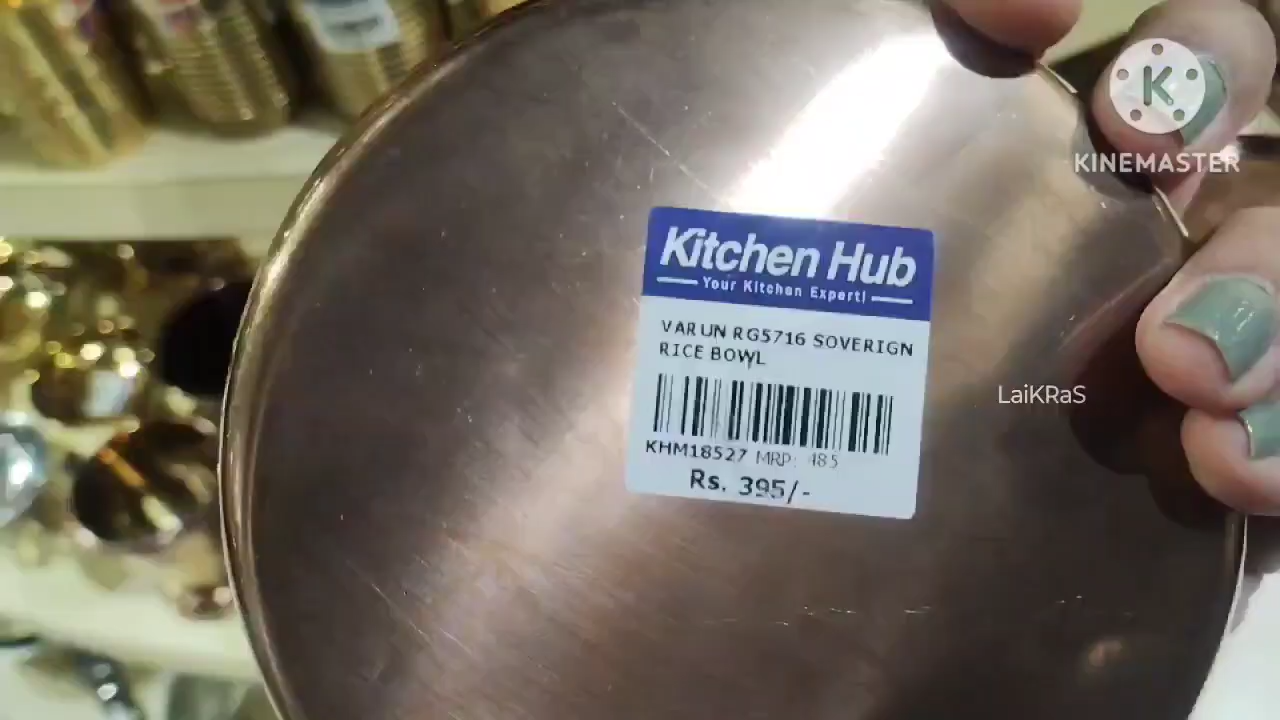 KINEMASTER
Kitchen Hub
Your Kitchen Expert!
VARUN RG5716 SOVERIGN
RICE BOWL
LaiKRaS
KHM18527 MRP: 485
Rs. 395/-